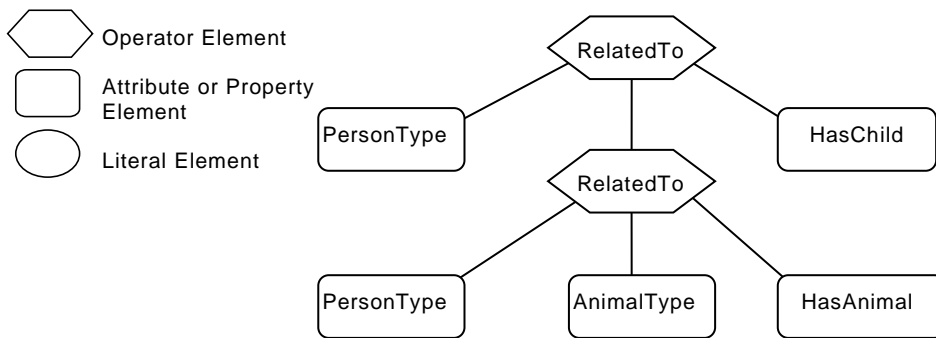 Operator Element
Attribute or Property
Element
Literal Element
RelatedTo
PersonType
HasChild
RelatedTo
PersonType
AnimalType
HasAnimal